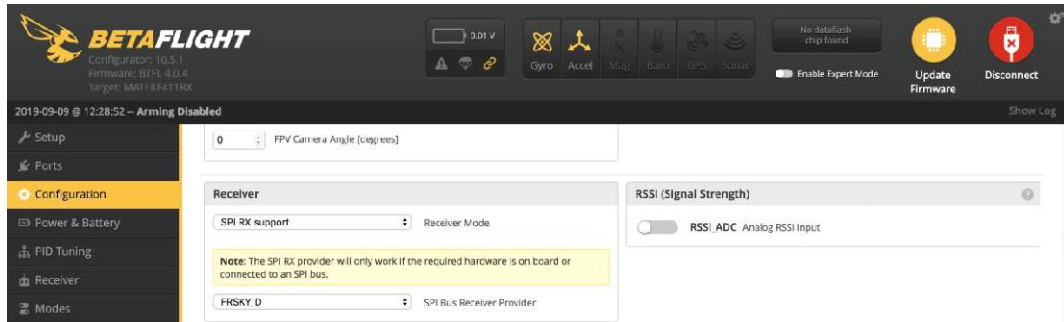 BETAFLIGHT
Configurator: 10.5.1
Firmware: BTFL 4.0.4
Target: MATEKF411RX
0.01 V
Gyro
Accel
Mag
Baro
GPS
Sonar
No dataflash
chip found
Enable Expert Mode
Update
Firmware
Disconnect
2019-09-09 @ 12:28:52 -- Arming Disabled
Show Log
Setup
Ports
Configuration
Power & Battery
PID Tuning
Receiver
Modes
0
FPV Camera Angle [degrees]
Receiver
SPI RX support
Receiver Mode
Note: The SPI RX provider will only work if the required hardware is on board or
connected to an SPI bus.
FRSKY_D
SPI Bus Receiver Provider
RSSI (Signal Strength)
RSSI_ADC Analog RSSI Input